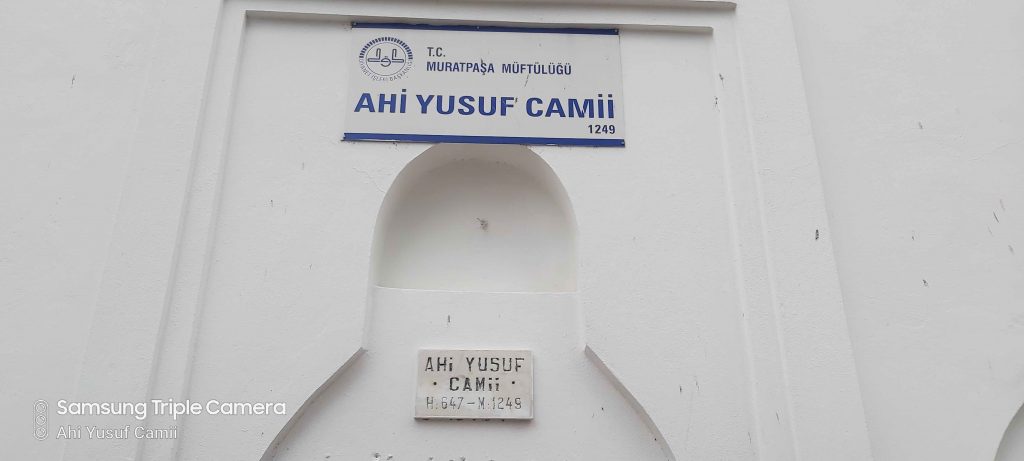 T.C.
MURATPAŞA MÜFTÜLÜĞÜ
AHİ YUSUF CAMİİ
1249
AHİ YUSUF
· CAMİİ ·
H:647-M:1249
Samsung Triple Camera
Ahi Yusuf Camii